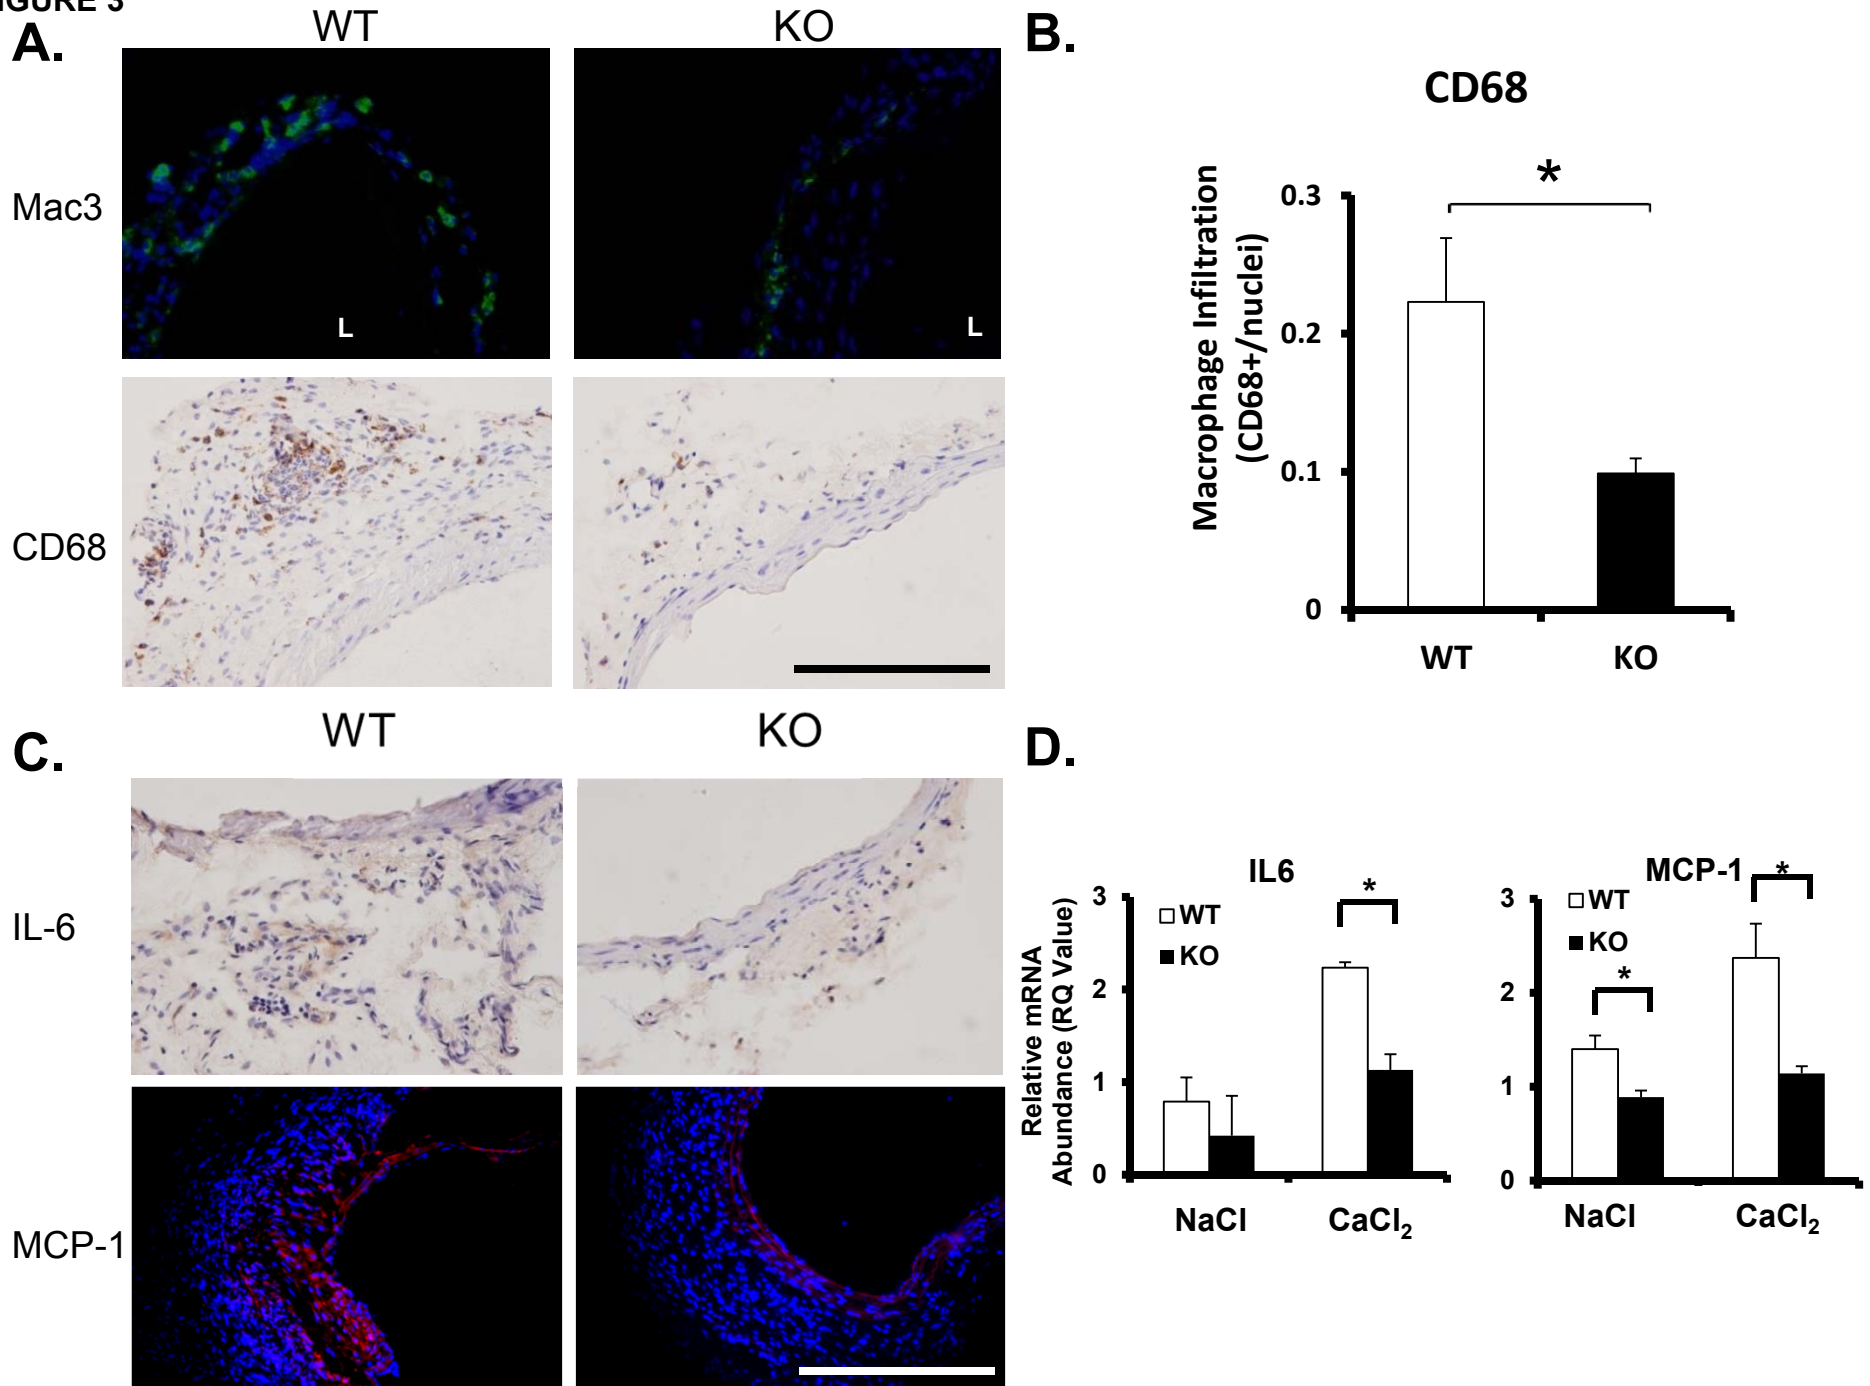 A.
WT
KO
Mac3
L
L
CD68
B.
CD68
*
Macrophage Infiltration
(CD68+/nuclei)
0.3
0.2
0.1
0
WT
KO
C.
WT
KO
IL-6
MCP-1
D.
IL6
Relative mRNA
Abundance (RQ Value)
3
2
1
0
WT
KO
*
NaCl
CaCl₂
MCP-1
3
2
1
0
WT
KO
*
*
NaCl
CaCl₂